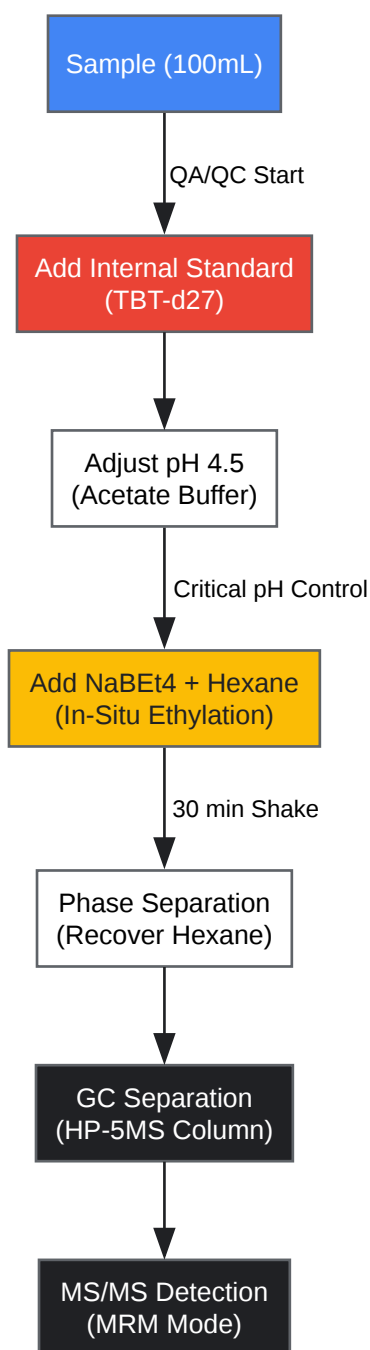 Sample (100mL)
QA/QC Start
Add Internal Standard
(TBT-d27)
Adjust pH 4.5
(Acetate Buffer)
Critical pH Control
Add NaBEt4 + Hexane
(In-Situ Ethylation)
30 min Shake
Phase Separation
(Recover Hexane)
GC Separation
(HP-5MS Column)
MS/MS Detection
(MRM Mode)